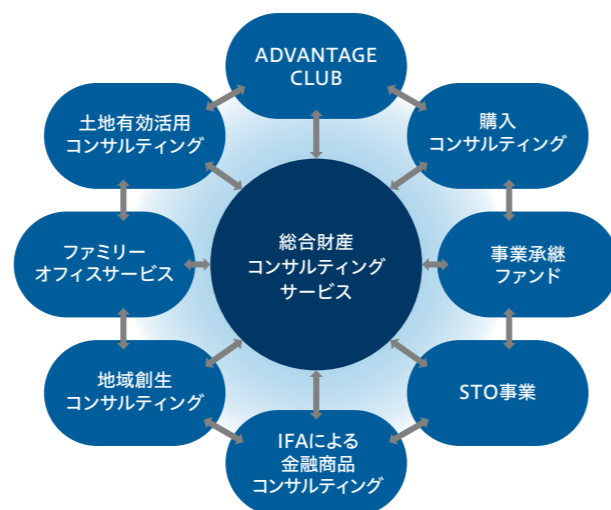 ADVANTAGE
CLUB
土地有効活用
コンサルティング
購入
コンサルティング
ファミリー
オフィスサービス
総合財産
コンサルティング
サービス
事業承継
ファンド
地域創生
コンサルティング
STO事業
IFAによる
金融商品
コンサルティング